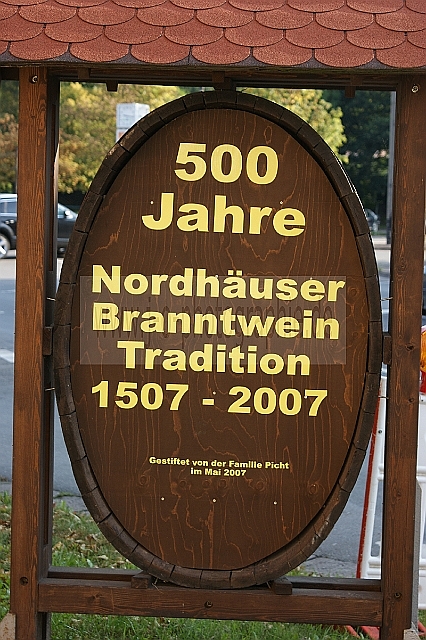 500
Jahre
Nordhäuser
Branntwein
Tradition
1507 - 2007
Gestiftet von der Familie Picht
im Mai 2007